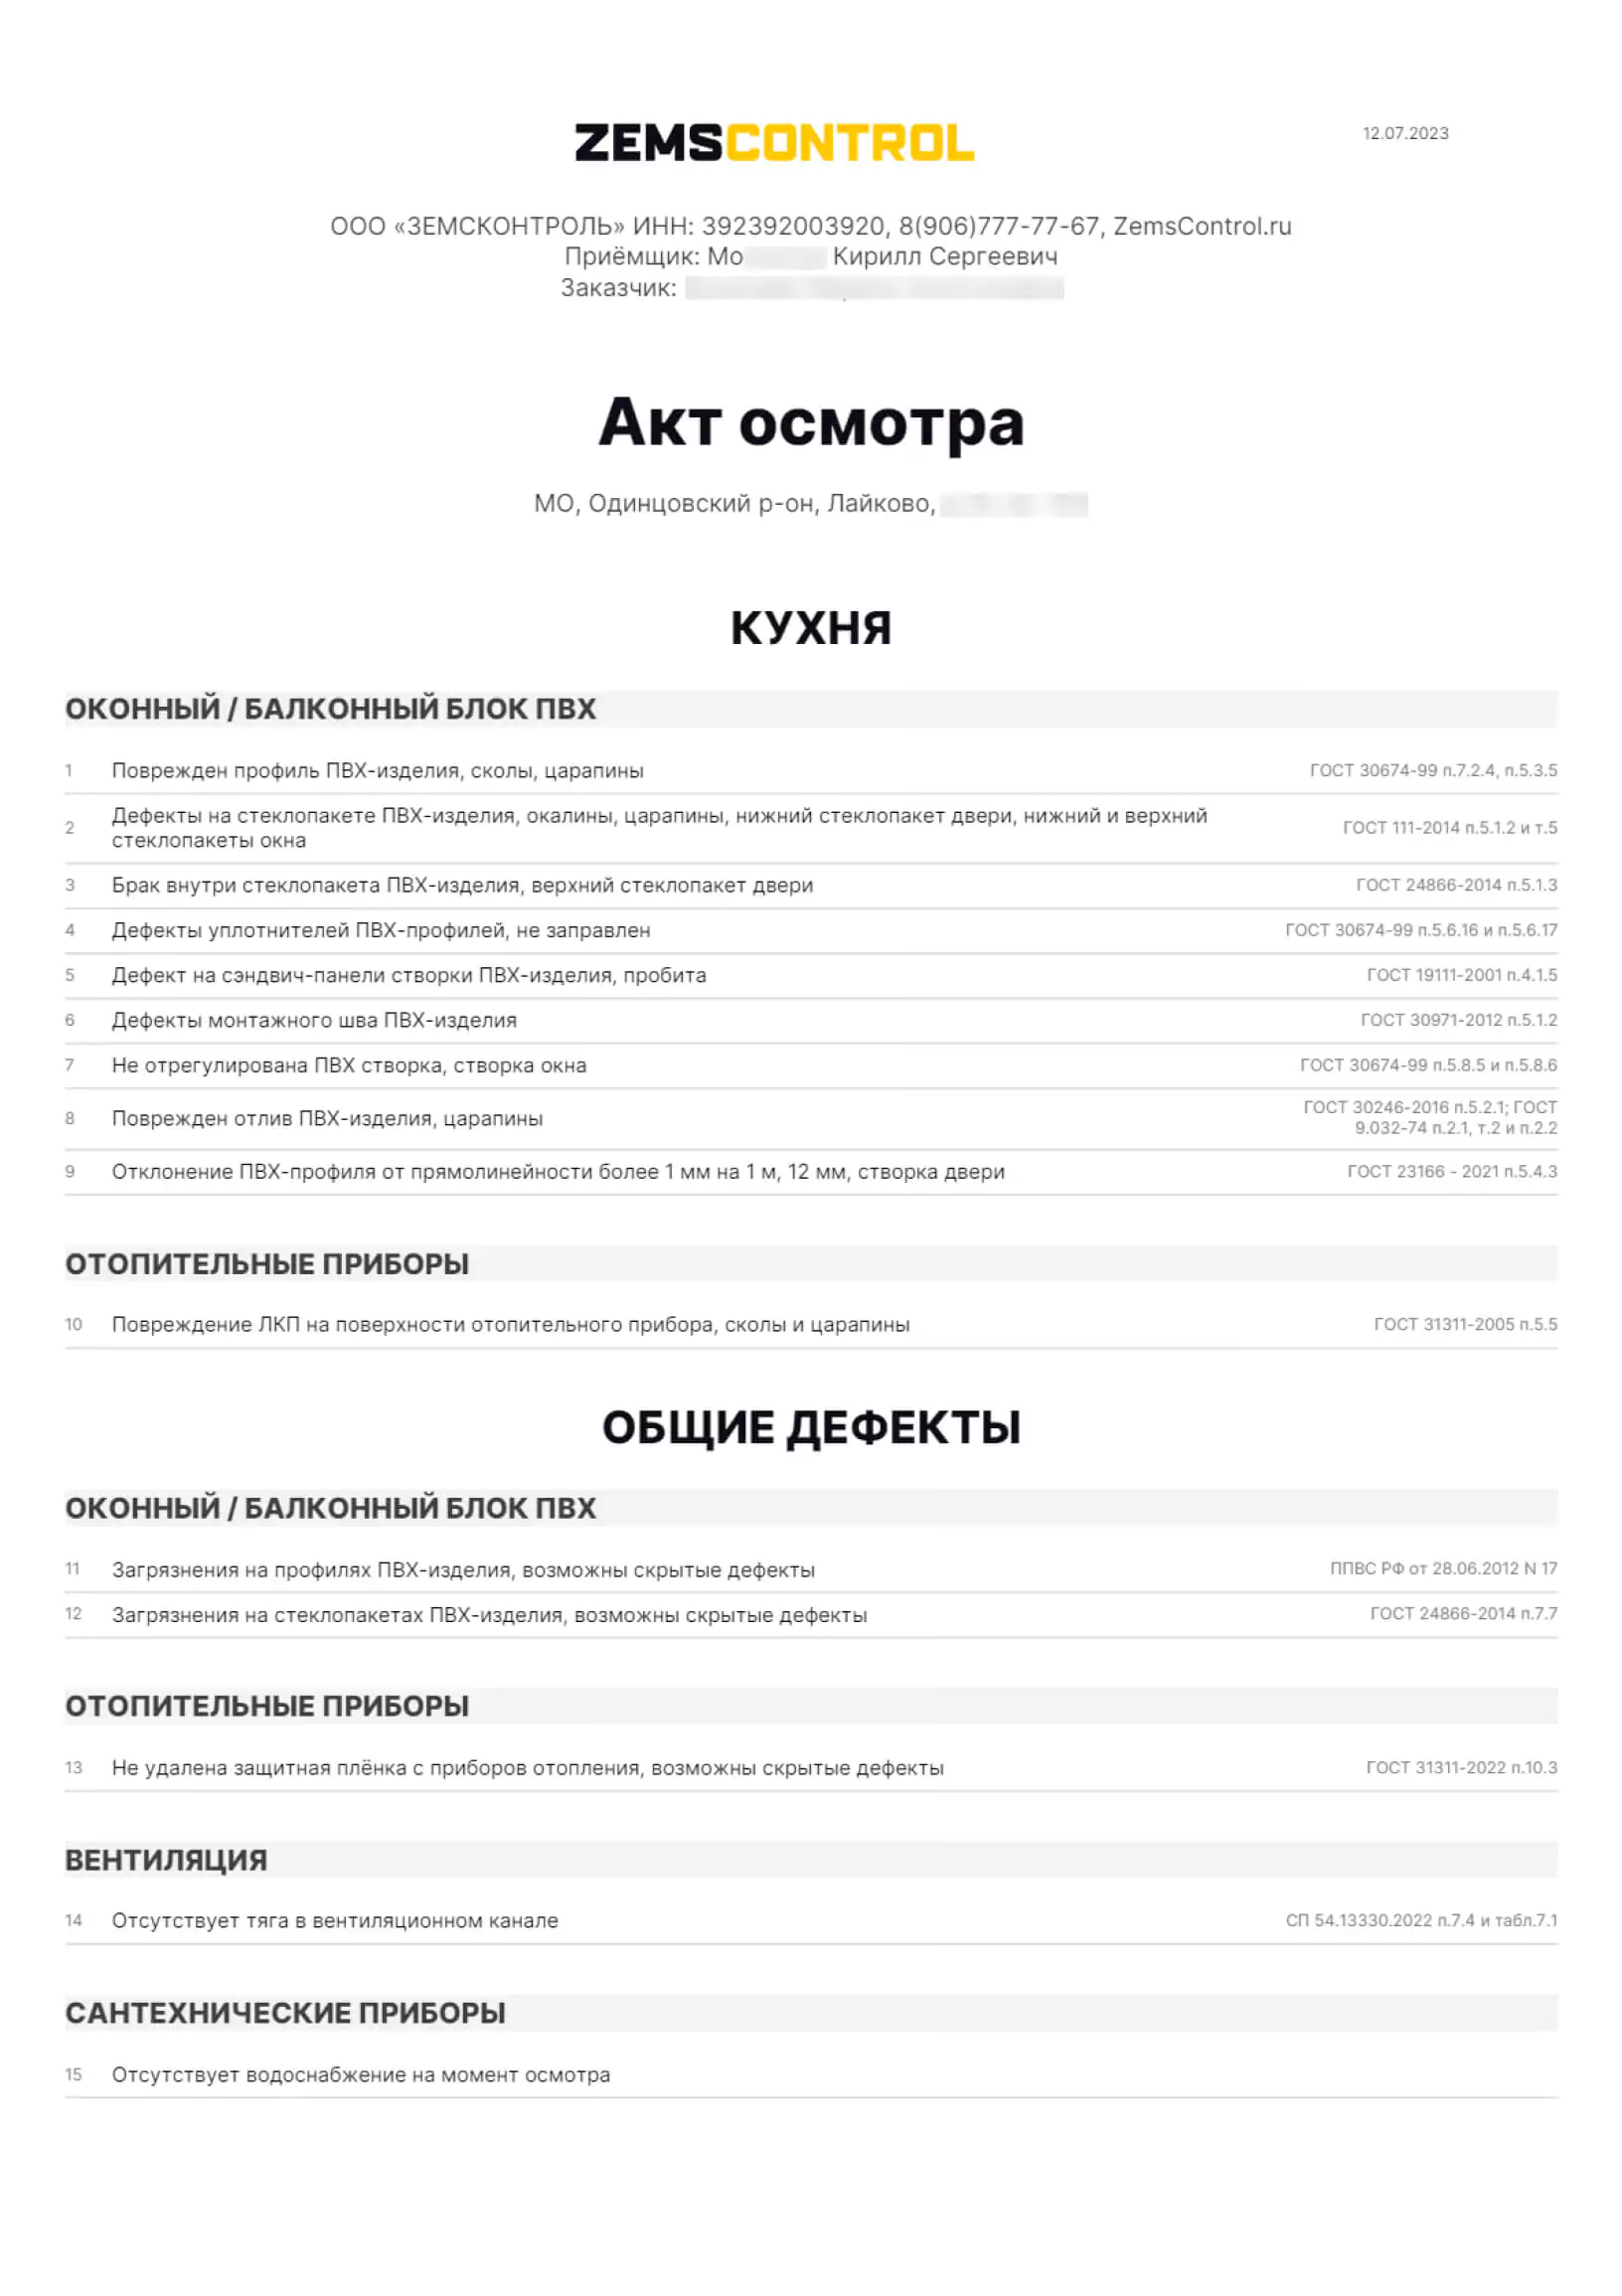 ZEMSCONTROL
12.07.2023
ООО «ЗЕМСКОНТРОЛЬ» ИНН: 392392003920, 8(906)777-77-67, ZemsControl.ru
Приёмщик: Мо Кирилл Сергеевич
Заказчик:
Акт осмотра
МО, Одинцовский р-он, Лайково,
КУХНЯ
ОКОННЫЙ / БАЛКОННЫЙ БЛОК ПВХ
1 Поврежден профиль ПВХ-изделия, сколы, царапины ГОСТ 30674-99 п.7.2.4, п.5.3.5
2 Дефекты на стеклопакете ПВХ-изделия, окалины, царапины, нижний стеклопакет двери, нижний и верхний
стеклопакеты окна ГОСТ 111-2014 п.5.1.2 и т.5
3 Брак внутри стеклопакета ПВХ-изделия, верхний стеклопакет двери ГОСТ 24866-2014 п.5.1.3
4 Дефекты уплотнителей ПВХ-профилей, не заправлен ГОСТ 30674-99 п.5.6.16 и п.5.6.17
5 Дефект на сэндвич-панели створки ПВХ-изделия, пробита ГОСТ 19111-2001 п.4.1.5
6 Дефекты монтажного шва ПВХ-изделия ГОСТ 30971-2012 п.5.1.2
7 Не отрегулирована ПВХ створка, створка окна ГОСТ 30674-99 п.5.8.5 и п.5.8.6
8 Поврежден отлив ПВХ-изделия, царапины ГОСТ 30246-2016 п.5.2.1; ГОСТ
9.032-74 п.2.1, т.2 и п.2.2
9 Отклонение ПВХ-профиля от прямолинейности более 1 мм на 1 м, 12 мм, створка двери ГОСТ 23166 - 2021 п.5.4.3
ОТОПИТЕЛЬНЫЕ ПРИБОРЫ
10 Повреждение ЛКП на поверхности отопительного прибора, сколы и царапины ГОСТ 31311-2005 п.5.5
ОБЩИЕ ДЕФЕКТЫ
ОКОННЫЙ / БАЛКОННЫЙ БЛОК ПВХ
11 Загрязнения на профилях ПВХ-изделия, возможны скрытые дефекты ППВС РФ от 28.06.2012 N 17
12 Загрязнения на стеклопакетах ПВХ-изделия, возможны скрытые дефекты ГОСТ 24866-2014 п.7.7
ОТОПИТЕЛЬНЫЕ ПРИБОРЫ
13 Не удалена защитная плёнка с приборов отопления, возможны скрытые дефекты ГОСТ 31311-2022 п.10.3
ВЕНТИЛЯЦИЯ
14 Отсутствует тяга в вентиляционном канале СП 54.13330.2022 п.7.4 и табл.7.1
САНТЕХНИЧЕСКИЕ ПРИБОРЫ
15 Отсутствует водоснабжение на момент осмотра